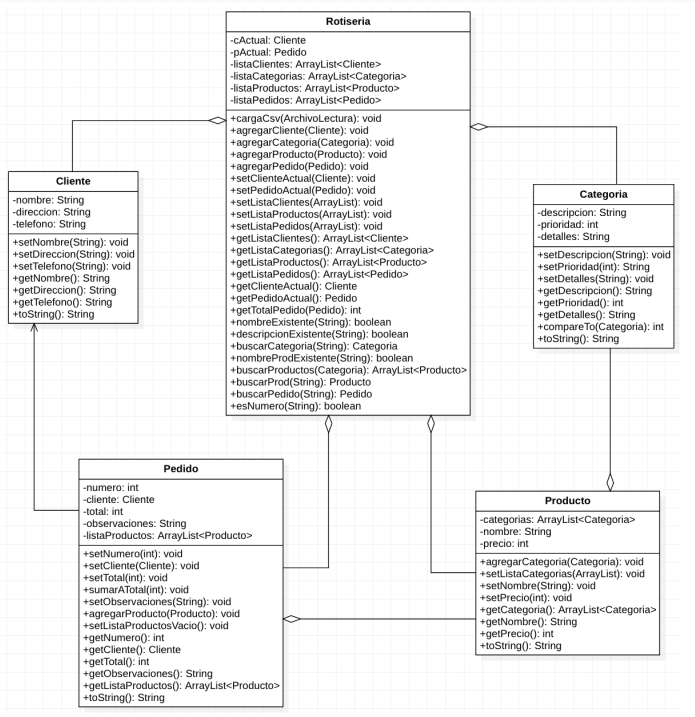 Rotiseria
-cActual: Cliente
-pActual: Pedido
-listaClientes: ArrayList<Cliente>
-listaCategorias: ArrayList<Categoria>
-listaProductos: ArrayList<Producto>
-listaPedidos: ArrayList<Pedido>
+cargaCsv(ArchivoLectura): void
+agregarCliente(Cliente): void
+agregarCategoria(Categoria): void
+agregarProducto(Producto): void
+agregarPedido(Pedido): void
+setClienteActual(Cliente): void
+setPedidoActual(Pedido): void
+setListaClientes(ArrayList): void
+setListaProductos(ArrayList): void
+setListaPedidos(ArrayList): void
+getListaClientes(): ArrayList<Cliente>
+getListaCategorias(): ArrayList<Categoria>
+getListaProductos(): ArrayList<Producto>
+getListaPedidos(): ArrayList<Pedido>
+getClienteActual(): Cliente
+getPedidoActual(): Pedido
+getTotalPedido(Pedido): int
+nombreExistente(String): boolean
+descripcionExistente(String): boolean
+buscarCategoria(String): Categoria
+nombreProdExistente(String): boolean
+buscarProductos(Categoria): ArrayList<Producto>
+buscarProd(String): Producto
+buscarPedido(String): Pedido
+esNumero(String): boolean
Cliente
-nombre: String
-direccion: String
-telefono: String
+setNombre(String): void
+setDireccion(String): void
+setTelefono(String): void
+getNombre(): String
+getDireccion(): String
+getTelefono(): String
+toString(): String
Categoria
-descripcion: String
-prioridad: int
-detalles: String
+setDescripcion(String): void
+setPrioridad(int): String
+setDetalles(String): void
+getDescripcion(): String
+getPrioridad(): int
+getDetalles(): String
+compareTo(Categoria): int
+toString(): String
Pedido
-numero: int
-cliente: Cliente
-total: int
-observaciones: String
-listaProductos: ArrayList<Producto>
+setNumero(int): void
+setCliente(Cliente): void
+setTotal(int): void
+sumarATotal(int): void
+setObservaciones(String): void
+agregarProducto(Producto): void
+setListaProductosVacio(): void
+getNumero(): int
+getCliente(): Cliente
+getTotal(): int
+getObservaciones(): String
+getListaProductos(): ArrayList<Producto>
+toString(): String
Producto
-categorias: ArrayList<Categoria>
-nombre: String
-precio: int
+agregarCategoria(Categoria): void
+setListaCategorias(ArrayList): void
+setNombre(String): void
+setPrecio(int): void
+getCategoria(): ArrayList<Categoria>
+getNombre(): String
+getPrecio(): int
+toString(): String